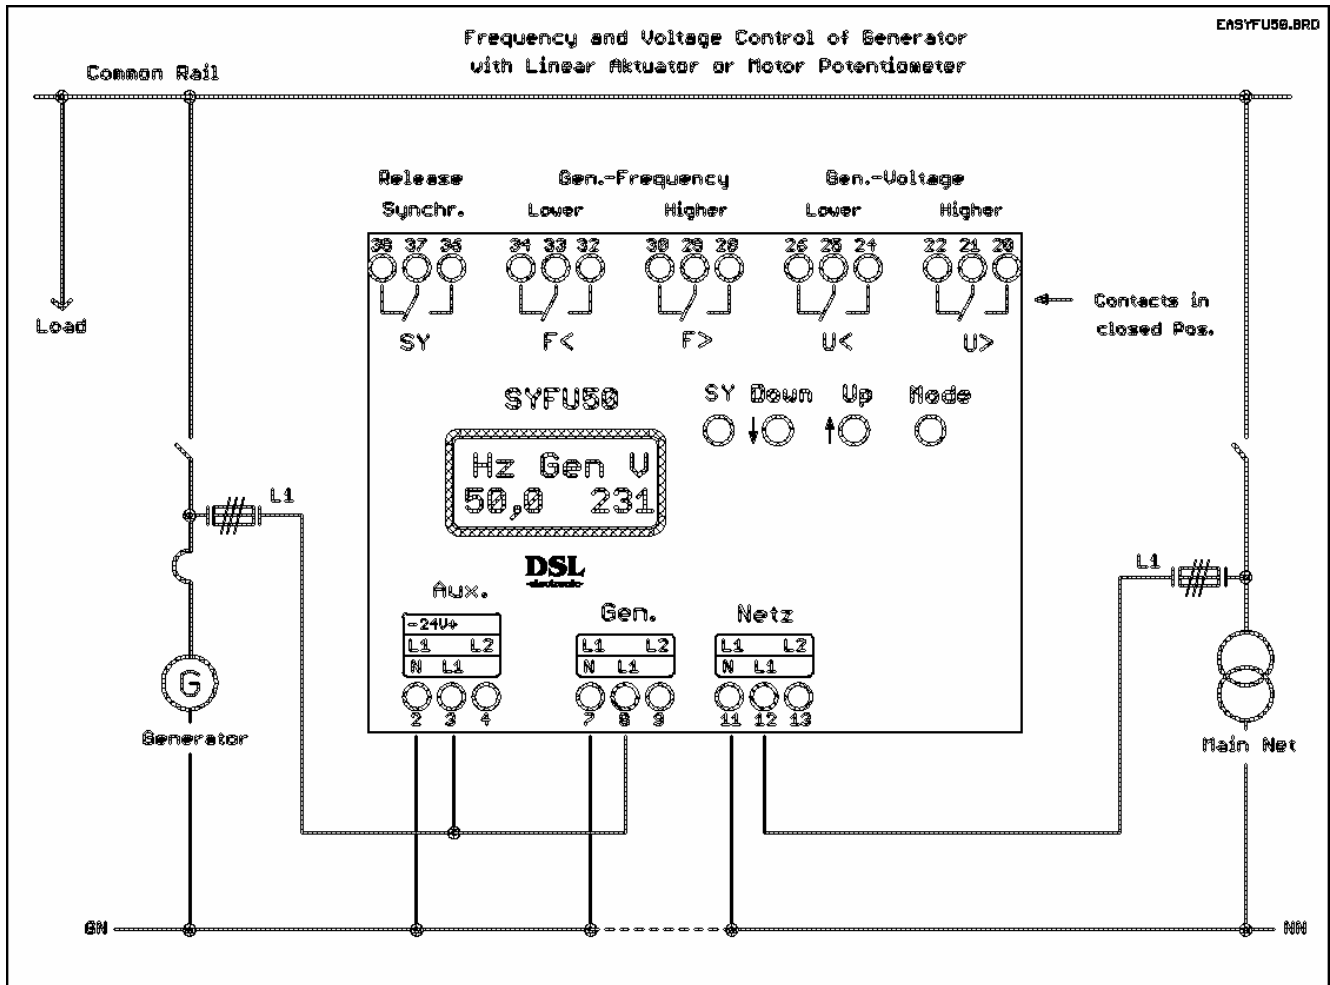 EASYFU50.BRD
Frequency and Voltage Control of Generator
with Linear Aktuator or Motor Potentiometer
Common Rail
Release Gen.-Frequency Gen.-Voltage
Synchr. Lower Higher Lower Higher
38 37 36 34 33 32 30 29 28 26 25 24 22 21 20
Contacts in
closed Pos.
Load
SY F< F> U< U>
SYFU50
SY Down Up Mode
Hz Gen V
50,0 231
L1
DSL
electronic
L1
Aux. Gen. Netz
-24V+
L1 L2 L1 L2 L1 L2
N L1 N L1 N L1
G
2 3 4 7 8 9 11 12 13
Generator
Main Net
GN NN